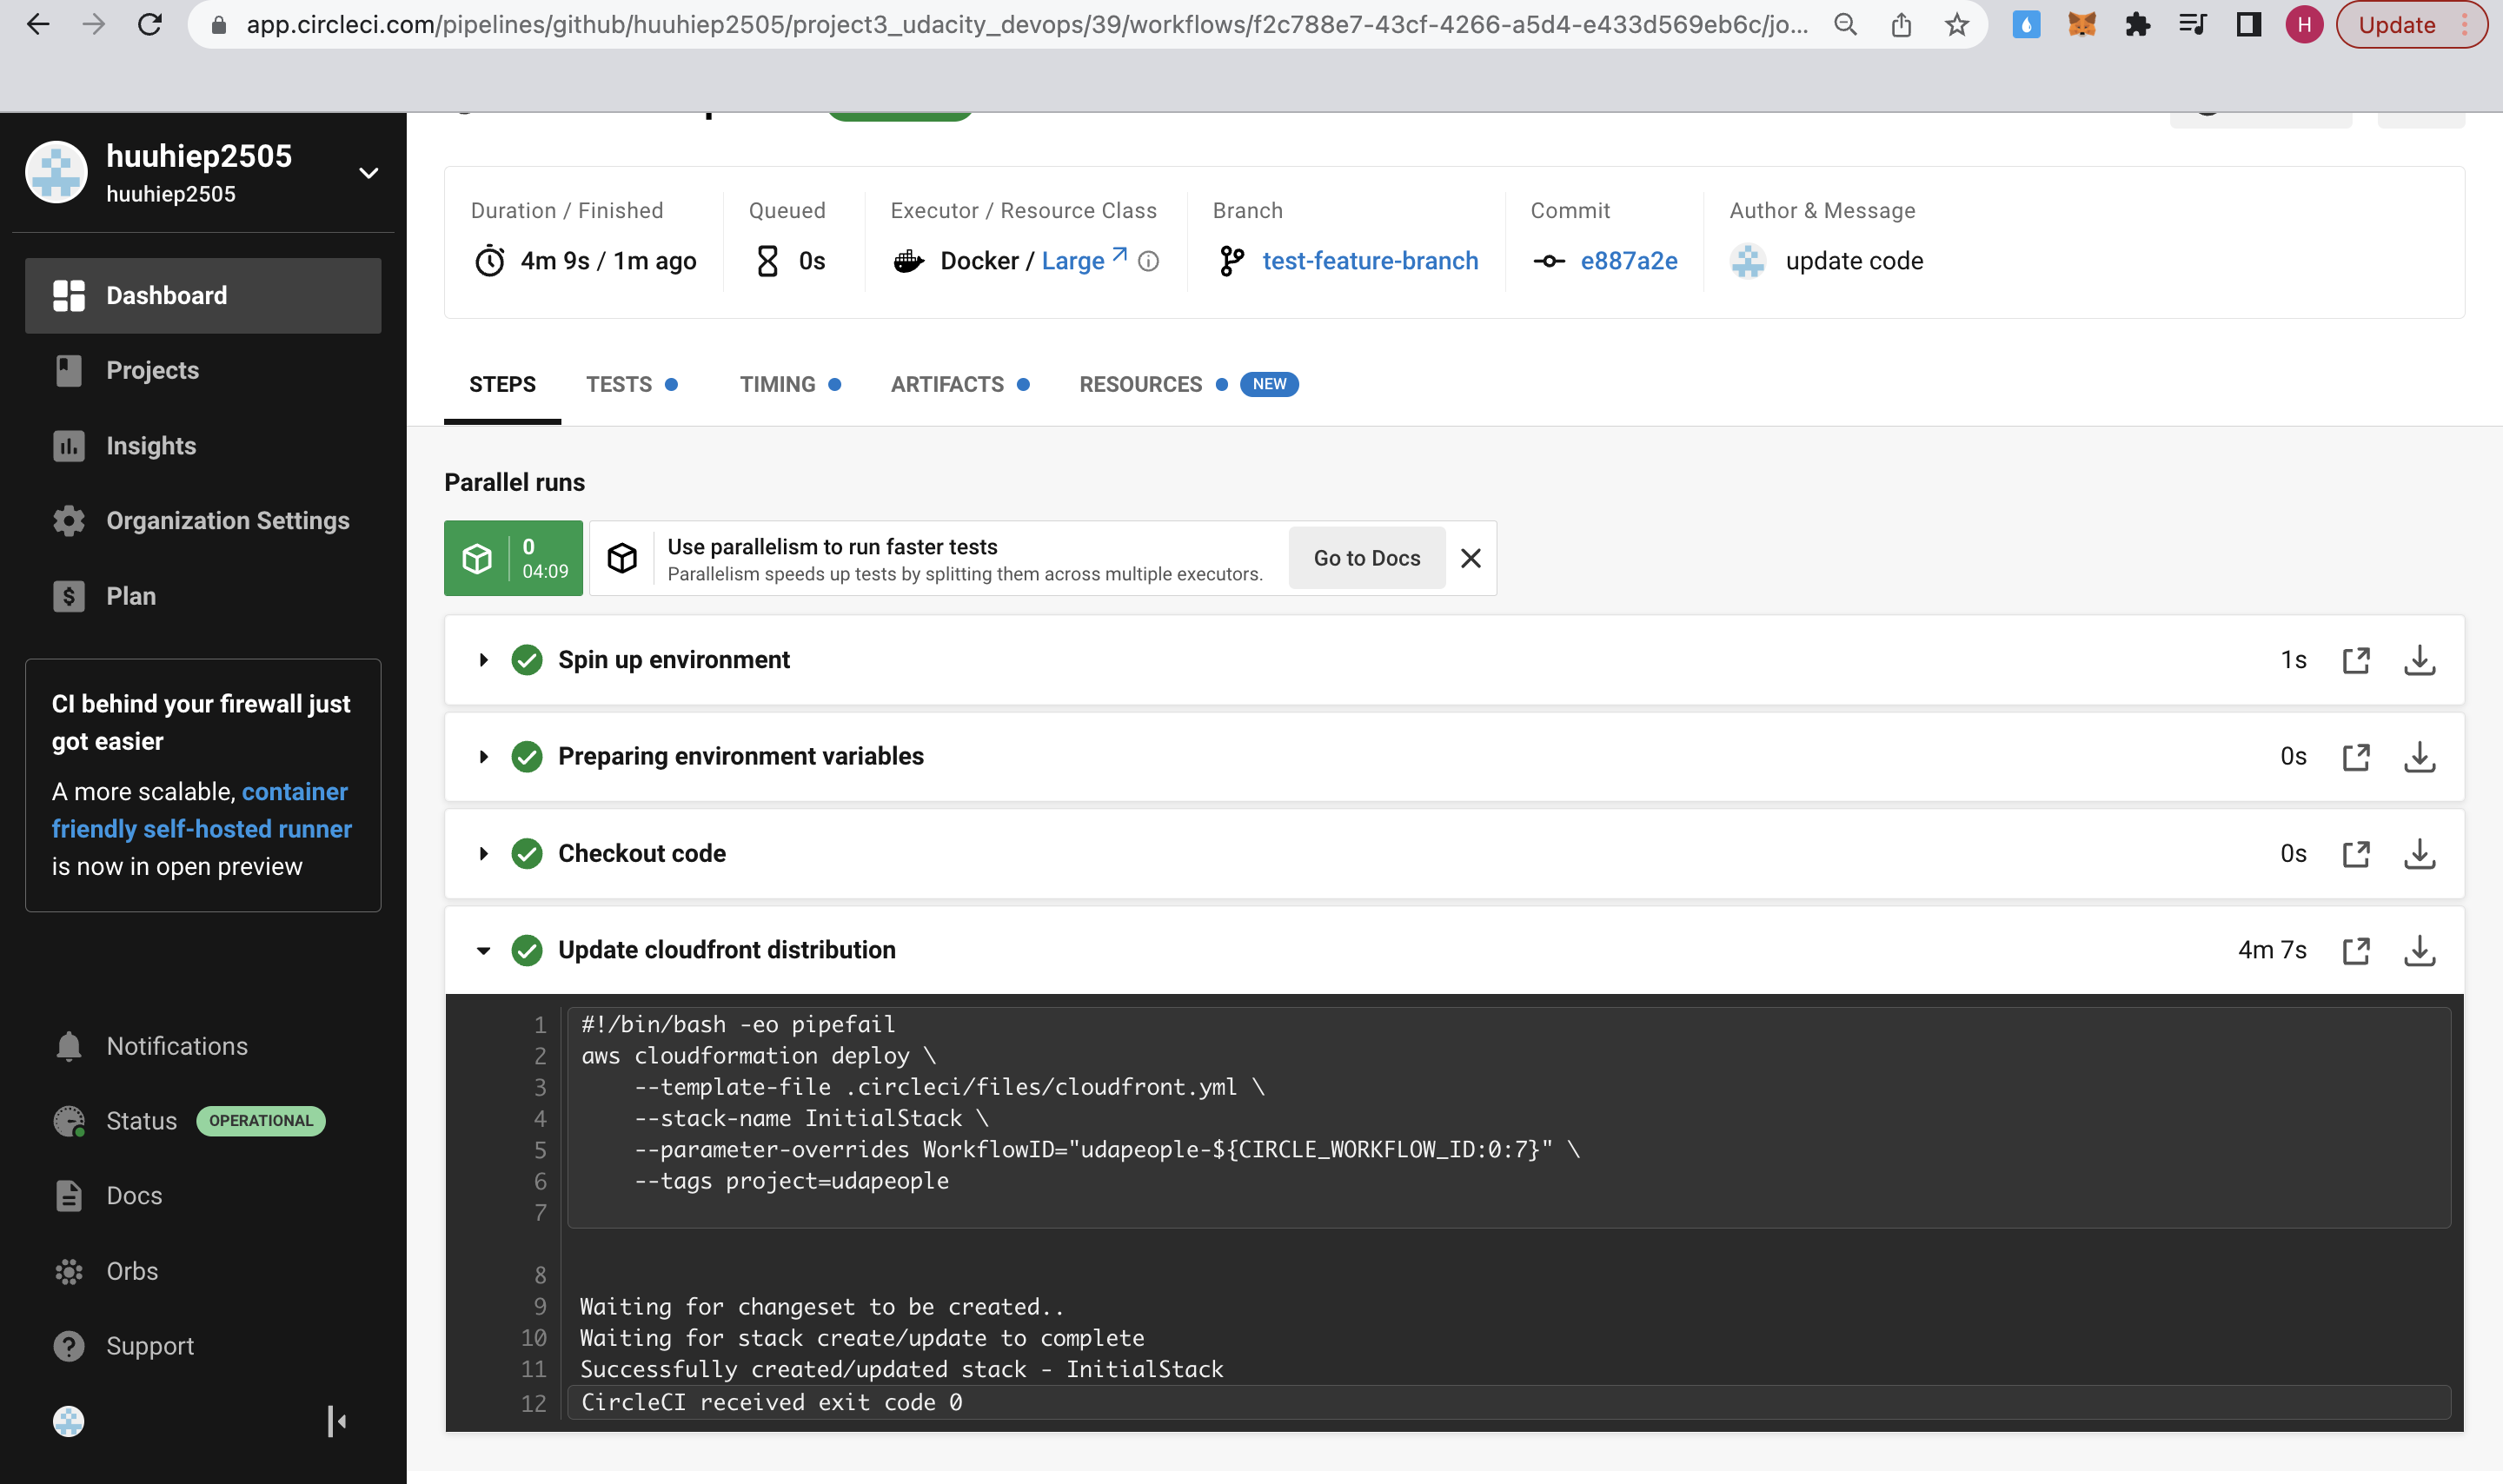 app.circleci.com/pipelines/github/huuhiep2505/project3_udacity_devops/39/workflows/f2c788e7-43cf-4266-a5d4-e433d569eb6c/jo...
H
Update
huuhiep2505
huuhiep2505
Dashboard
Projects
Insights
Organization Settings
Plan
CI behind your firewall just
got easier
A more scalable, container
friendly self-hosted runner
is now in open preview
Notifications
Status OPERATIONAL
Docs
Orbs
Support
Duration / Finished
4m 9s / 1m ago
Queued
0s
Executor / Resource Class
Docker / Large
Branch
test-feature-branch
Commit
e887a2e
Author & Message
update code
STEPS
TESTS
TIMING
ARTIFACTS
RESOURCES NEW
Parallel runs
0
04:09
Use parallelism to run faster tests
Parallelism speeds up tests by splitting them across multiple executors.
Go to Docs
Spin up environment 1s
Preparing environment variables 0s
Checkout code 0s
Update cloudfront distribution 4m 7s
1 #!/bin/bash -eo pipefail
2 aws cloudformation deploy \
3 --template-file .circleci/files/cloudfront.yml \
4 --stack-name InitialStack \
5 --parameter-overrides WorkflowID="udapeople-${CIRCLE_WORKFLOW_ID:0:7}" \
6 --tags project=udapeople
7
8
9 Waiting for changeset to be created..
10 Waiting for stack create/update to complete
11 Successfully created/updated stack - InitialStack
12 CircleCI received exit code 0